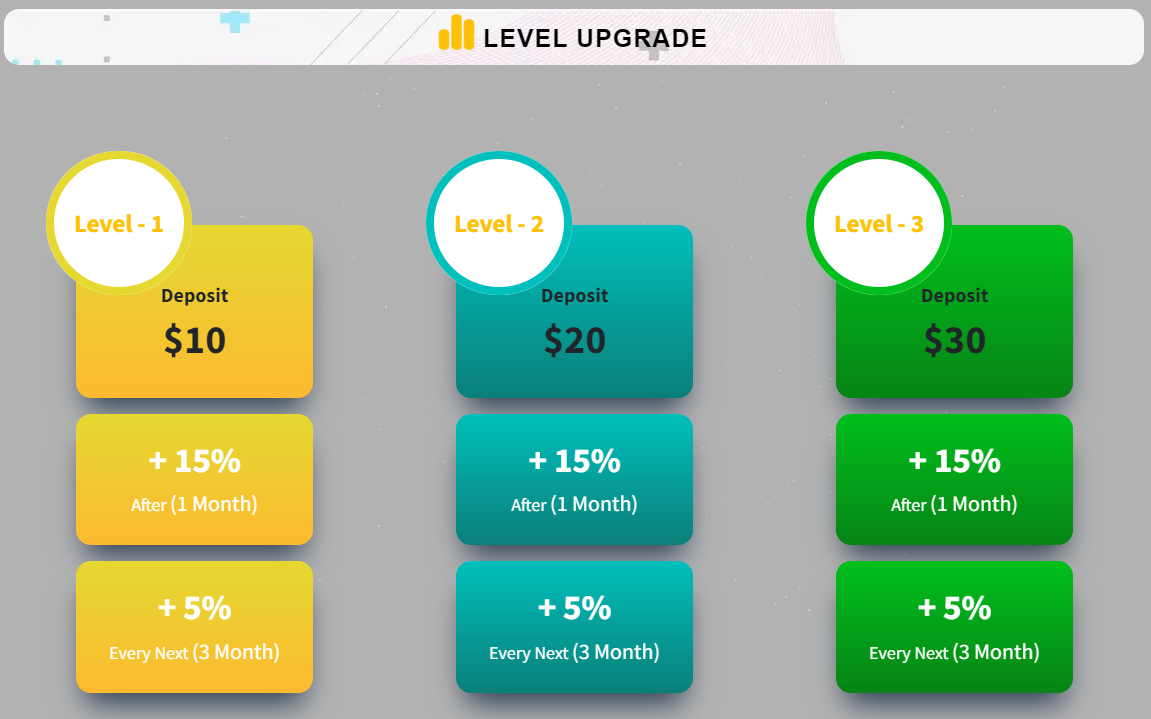 LEVEL UPGRADE
Level - 1
Deposit
$10
+ 15%
After (1 Month)
+ 5%
Every Next (3 Month)
Level - 2
Deposit
$20
+ 15%
After (1 Month)
+ 5%
Every Next (3 Month)
Level - 3
Deposit
$30
+ 15%
After (1 Month)
+ 5%
Every Next (3 Month)